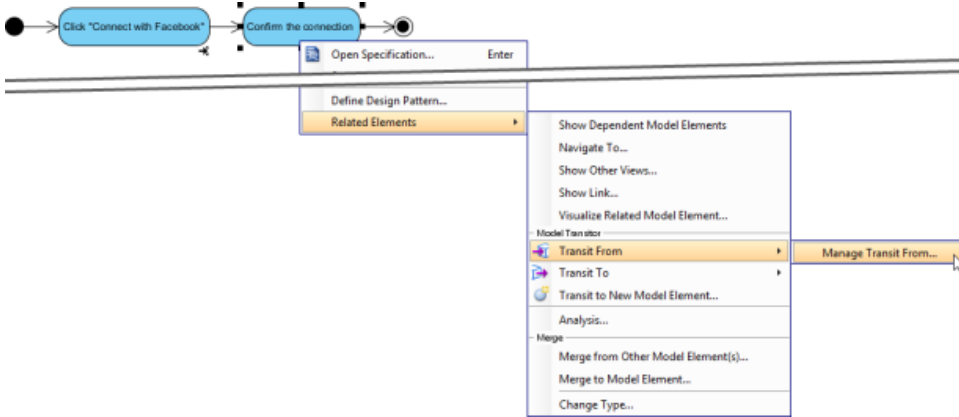 Click "Connect with Facebook"
Confirm the connection
Open Specification... Enter
Define Design Pattern...
Related Elements
Show Dependent Model Elements
Navigate To...
Show Other Views...
Show Link...
Visualize Related Model Element...
Model Transitor
Transit From
Manage Transit From...
Transit To
Transit to New Model Element...
Analysis...
Merge
Merge from Other Model Element(s)...
Merge to Model Element...
Change Type...